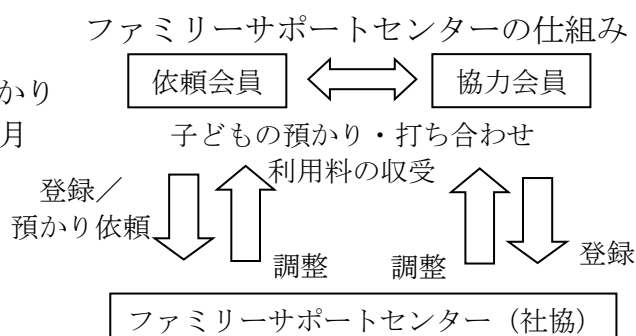 ファミリーサポートセンターの仕組み
依頼会員
協力会員
かり
月
子どもの預かり・打ち合わせ
利用料の収受
登録／
預かり依頼
調整
調整
登録
ファミリーサポートセンター（社協）